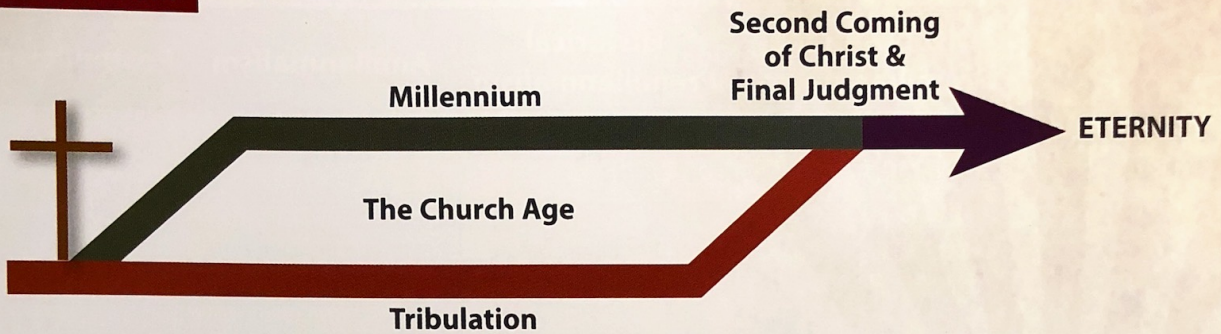 Second Coming
of Christ &
Final Judgment
Millennium
ETERNITY
The Church Age
Tribulation